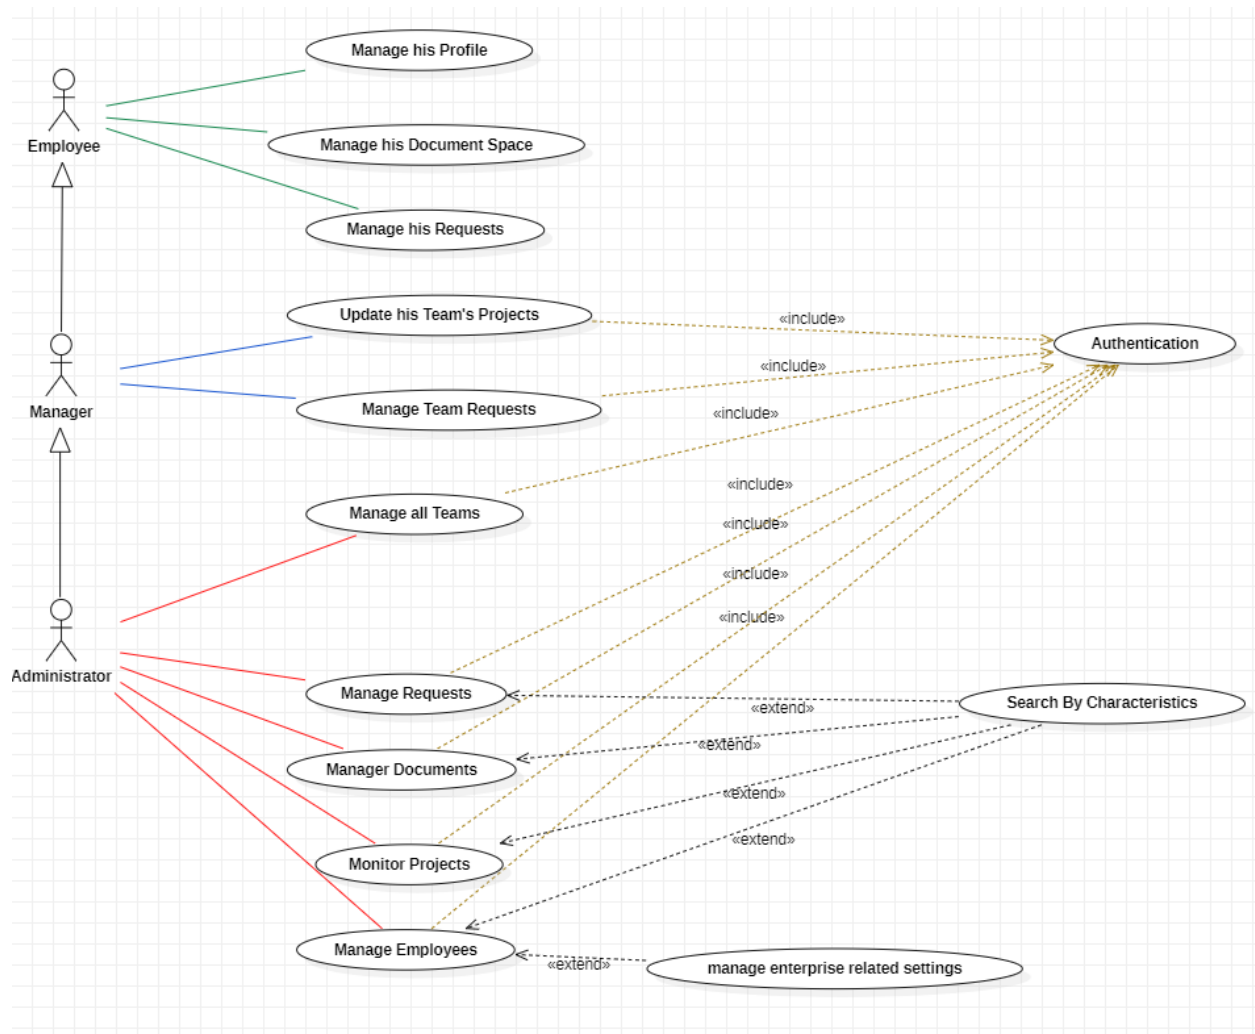 Manage his Profile
Employee
Manage his Document Space
Manage his Requests
Update his Team's Projects
«include»
Authentication
«include»
Manager
Manage Team Requests
«include»
«include»
Manage all Teams
«include»
«include»
«include»
Administrator
Manage Requests
«extend»
Search By Characteristics
«extend»
Manager Documents
«extend»
«extend»
Monitor Projects
Manage Employees
«extend»
manage enterprise related settings